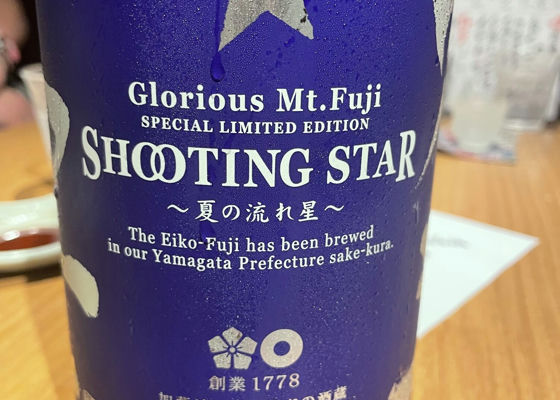 Glorious Mt.Fuji
SPECIAL LIMITED EDITION
SHOOTING STAR
～夏の流れ星～
The Eiko-Fuji has been brewed
in our Yamagata Prefecture sake-kura.
創業1778